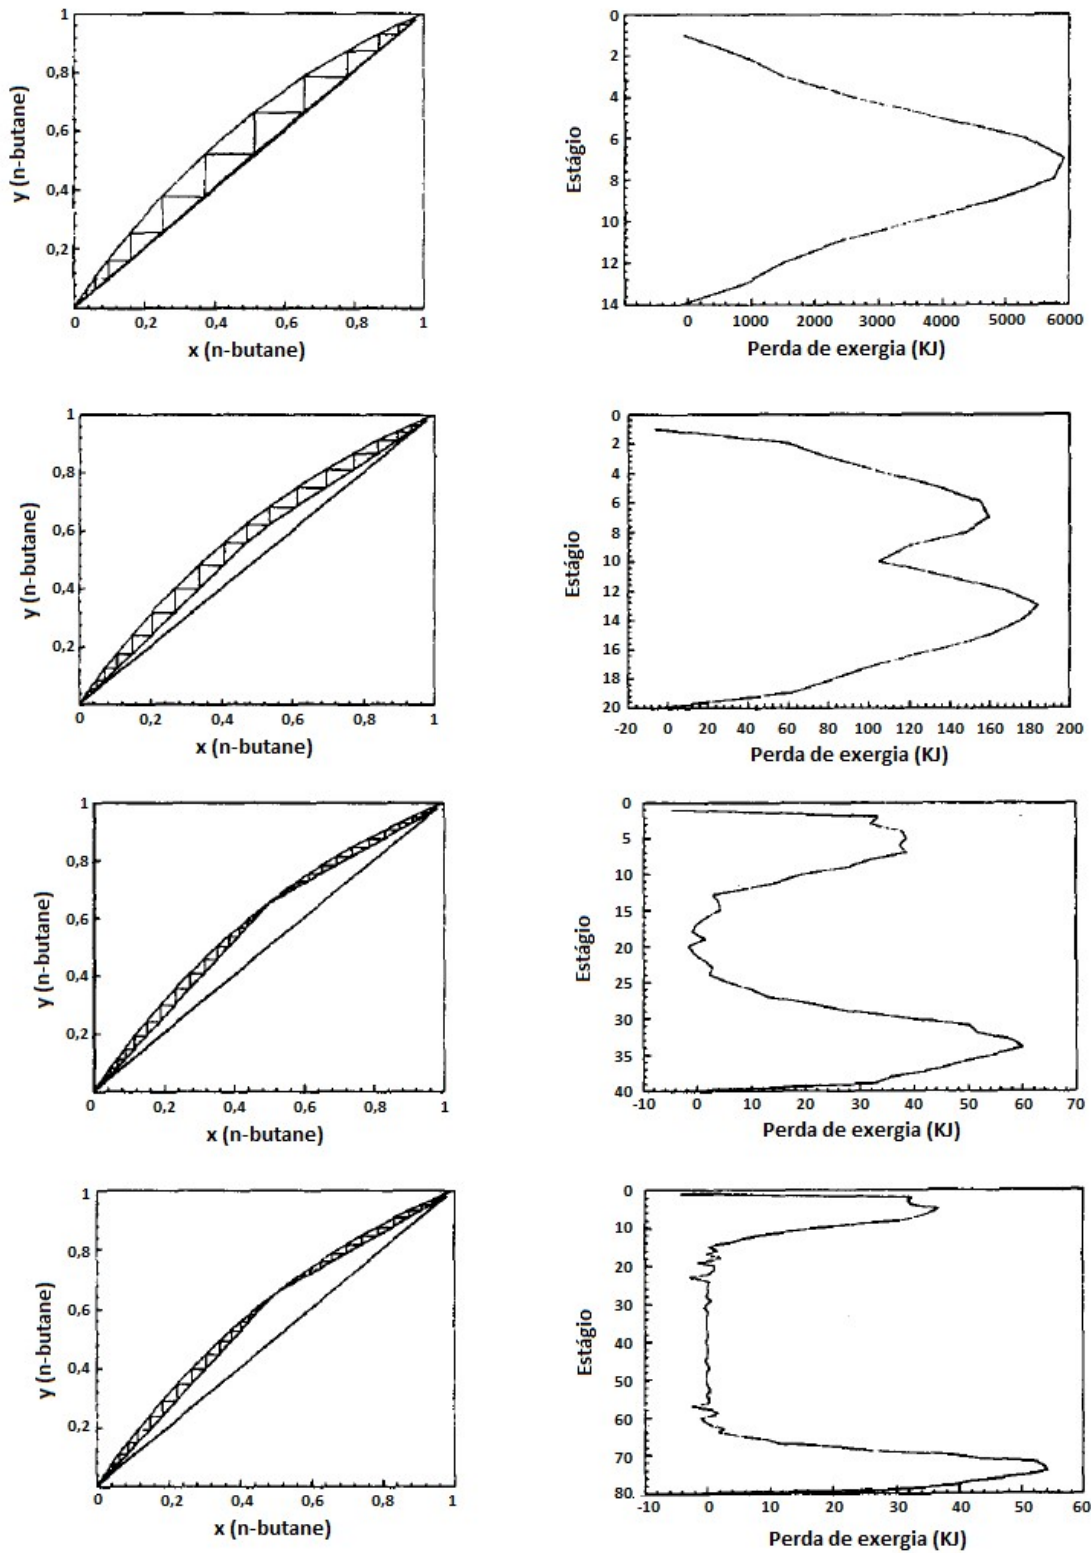 1
0,8
0,6
0,4
0,2
y (n-butane)
0 0,2 0,4 0,6 0,8 1
x (n-butane)
0
2
4
6
8
10
12
14
Estágio
0 1000 2000 3000 4000 5000 6000
Perda de exergia (KJ)
1
0,8
0,6
0,4
0,2
y (n-butane)
0 0,2 0,4 0,6 0,8 1
x (n-butane)
0
2
4
6
8
10
12
14
16
18
20
Estágio
-20 0 20 40 60 80 100 120 140 160 180 200
Perda de exergia (KJ)
1
0,8
0,6
0,4
0,2
y (n-butane)
0 0,2 0,4 0,6 0,8 1
x (n-butane)
0
5
10
15
20
25
30
35
40
Estágio
-10 0 10 20 30 40 50 60 70
Perda de exergia (KJ)
1
0,8
0,6
0,4
0,2
y (n-butane)
0 0,2 0,4 0,6 0,8 1
x (n-butane)
0
10
20
30
40
50
60
70
80
Estágio
-10 0 10 20 30 40 50 60
Perda de exergia (KJ)